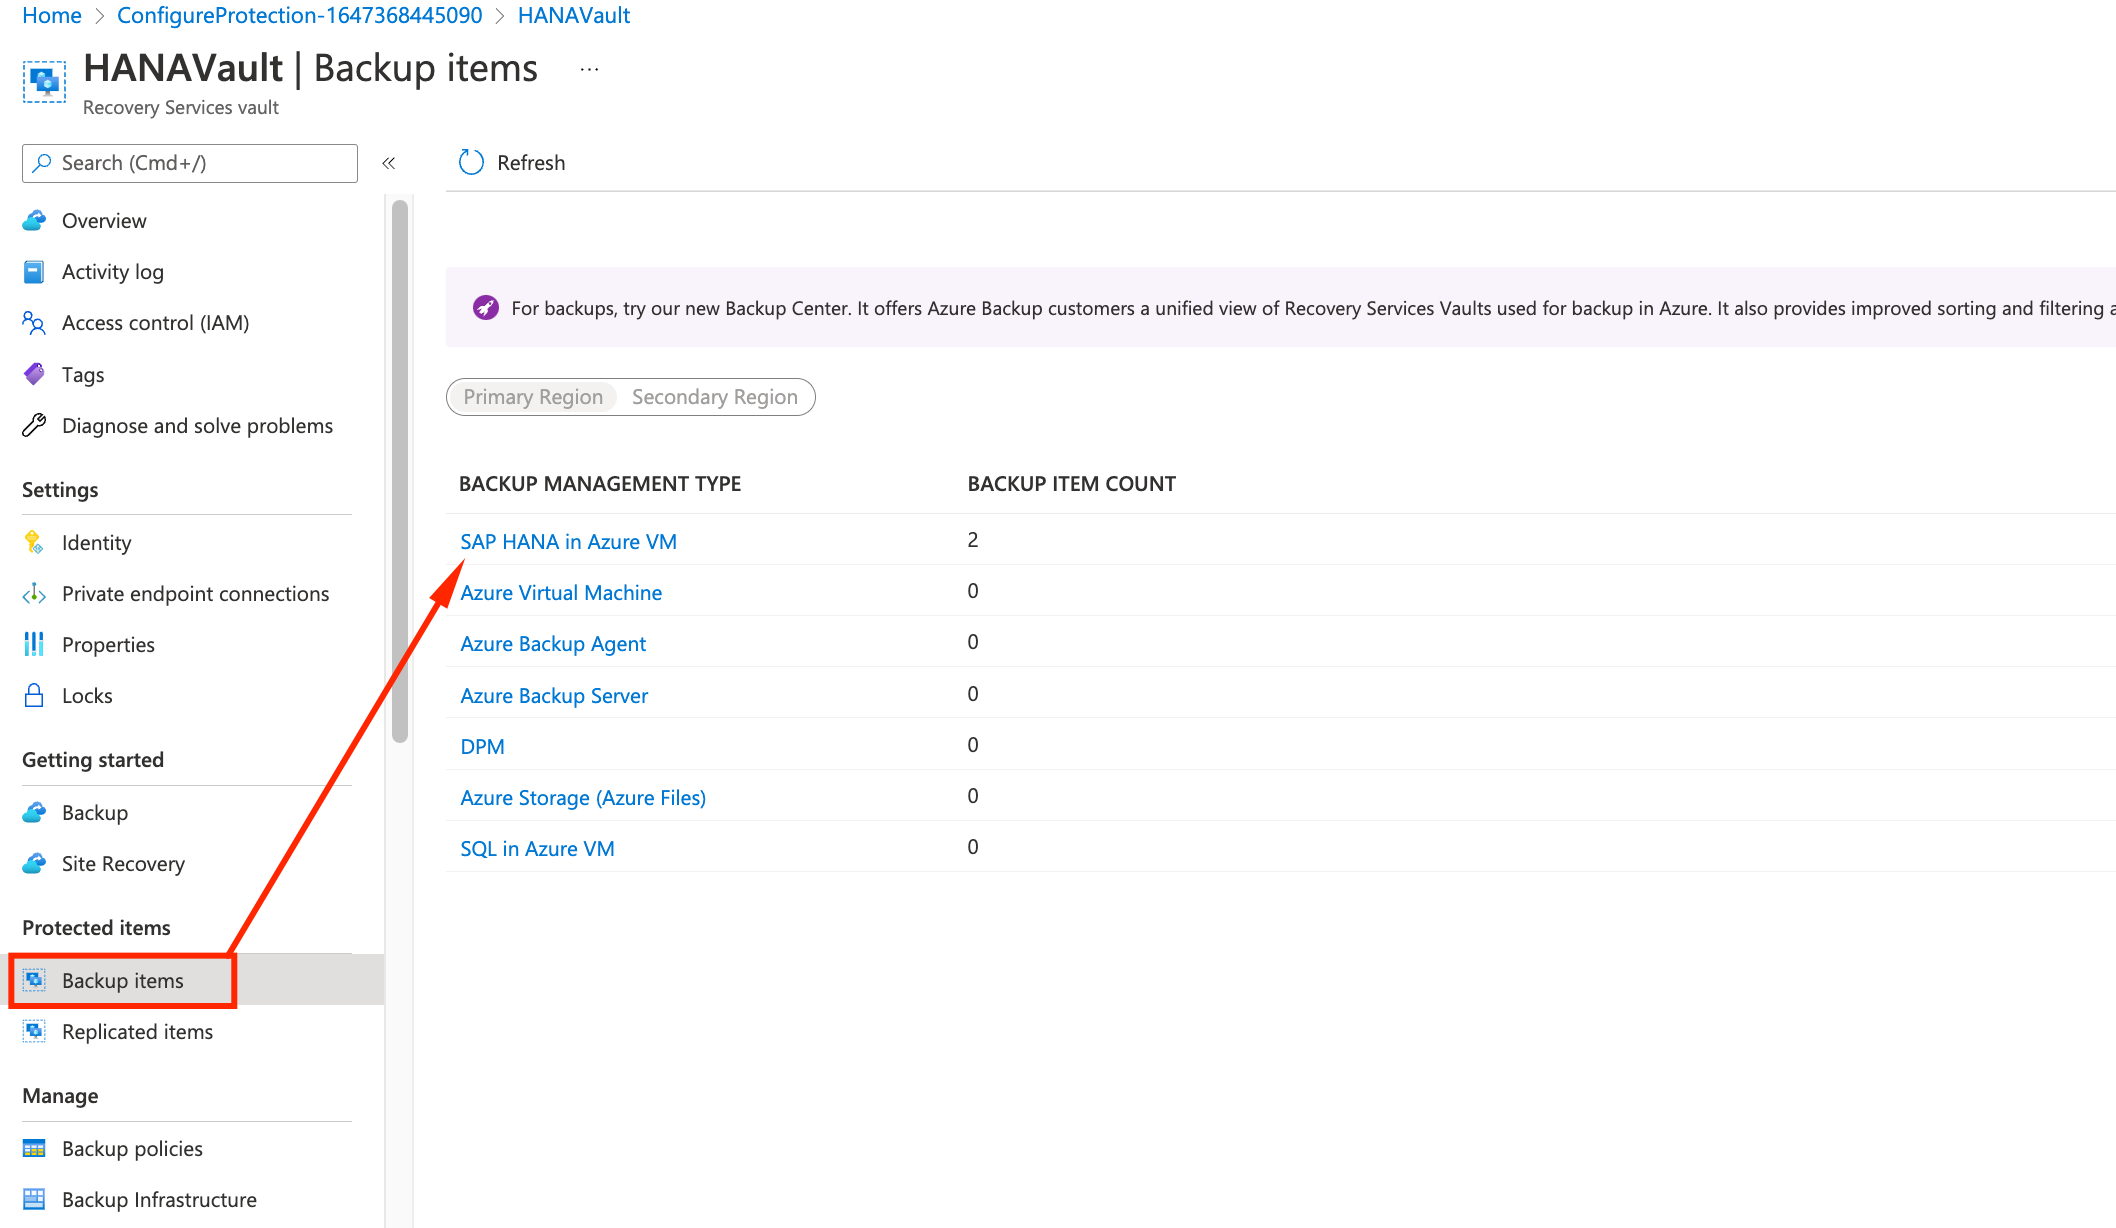 Home > ConfigureProtection-1647368445090 > HANAVault
HANAVault | Backup items ...
Recovery Services vault
Search (Cmd+/)
«
Refresh
Overview
Activity log
Access control (IAM)
Tags
Diagnose and solve problems
Settings
Identity
Private endpoint connections
Properties
Locks
Getting started
Backup
Site Recovery
Protected items
Backup items
Replicated items
Manage
Backup policies
Backup Infrastructure
For backups, try our new Backup Center. It offers Azure Backup customers a unified view of Recovery Services Vaults used for backup in Azure. It also provides improved sorting and filtering
Primary Region Secondary Region
BACKUP MANAGEMENT TYPE BACKUP ITEM COUNT
SAP HANA in Azure VM 2
Azure Virtual Machine 0
Azure Backup Agent 0
Azure Backup Server 0
DPM 0
Azure Storage (Azure Files) 0
SQL in Azure VM 0